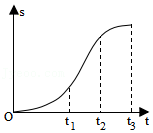 s
O t₁ t₂ t₃ t